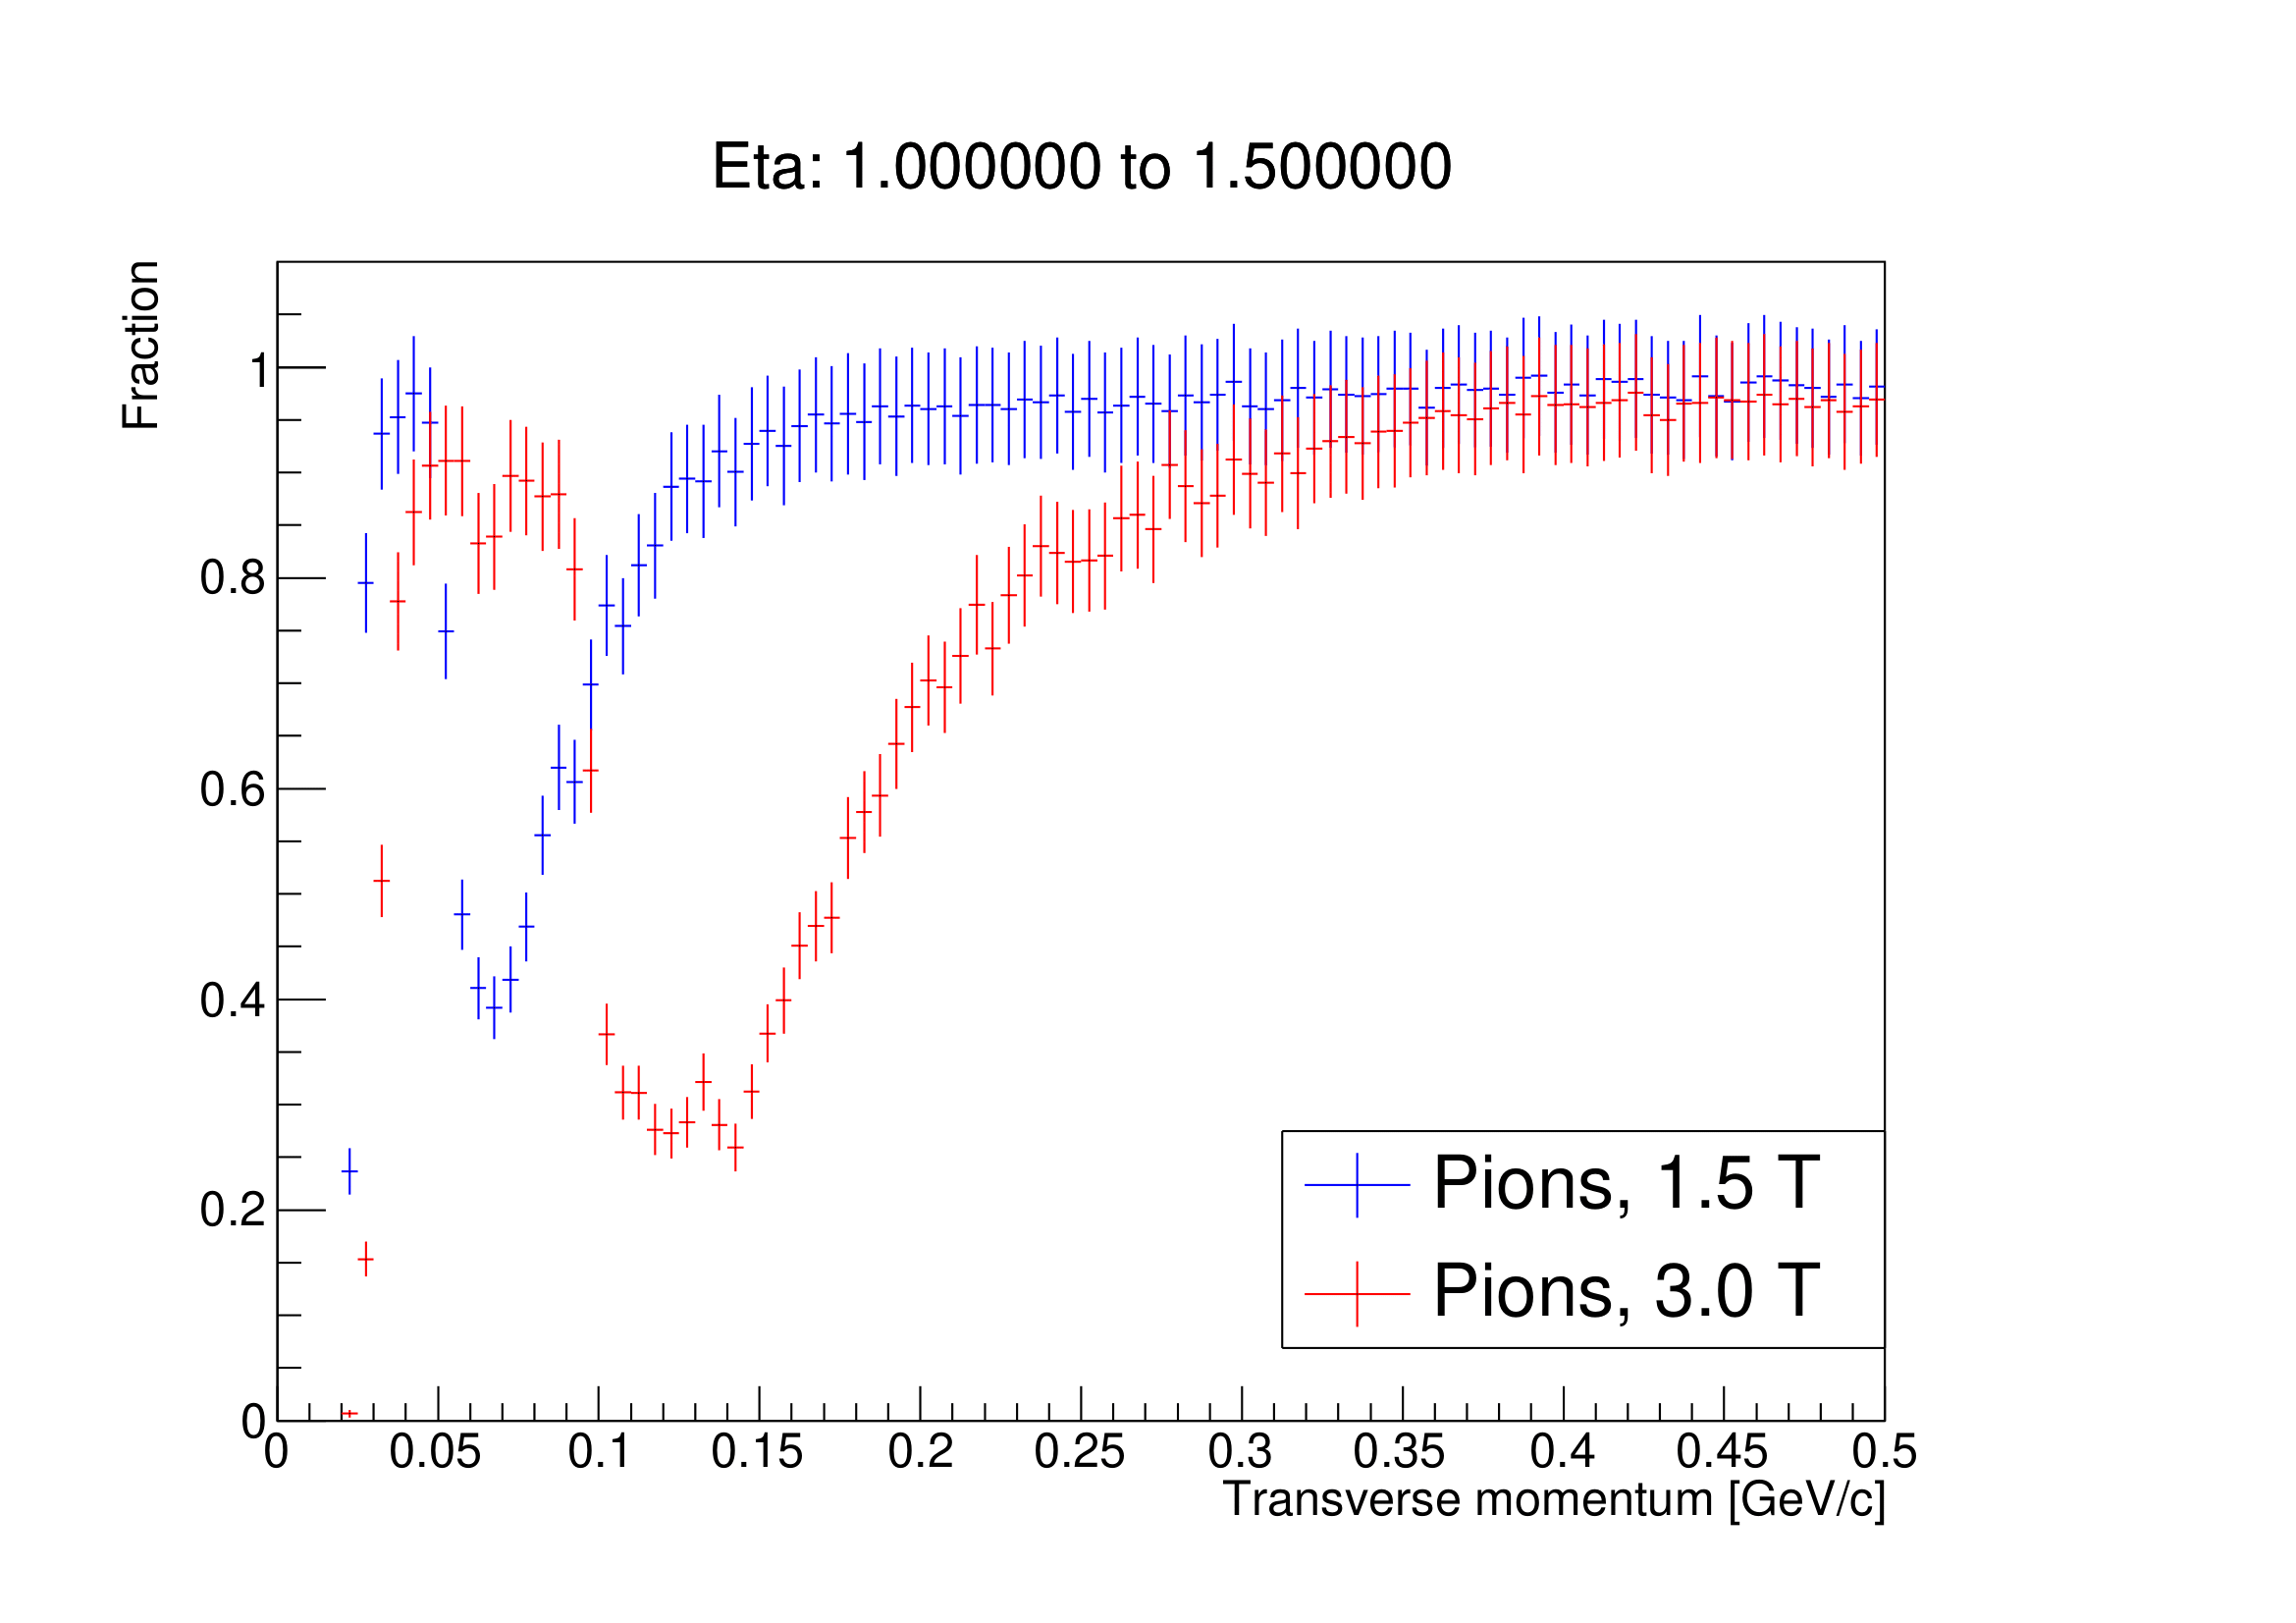 Eta: 1.000000 to 1.500000
Fraction
1
0.8
0.6
0.4
0.2
0
Pions, 1.5 T
Pions, 3.0 T
0 0.05 0.1 0.15 0.2 0.25 0.3 0.35 0.4 0.45 0.5
Transverse momentum [GeV/c]